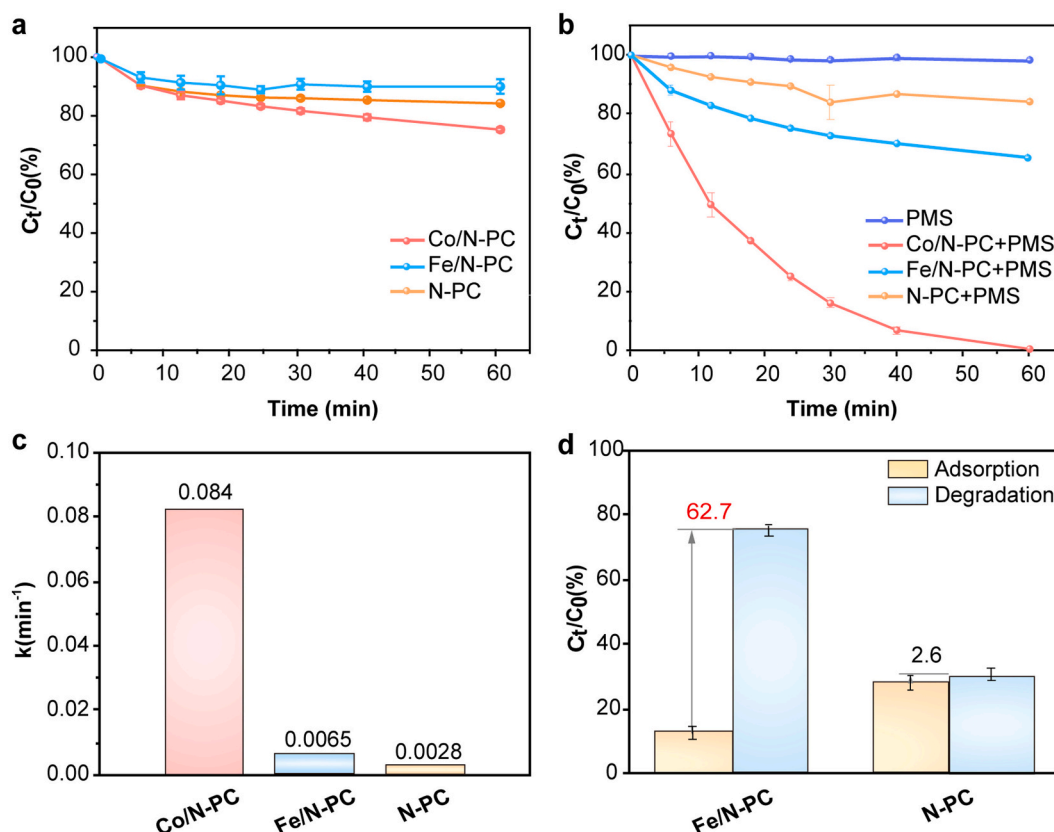 a
100
80
60
40
20
0
Ct/C0(%)
Co/N-PC
Fe/N-PC
N-PC
0 10 20 30 40 50 60
Time (min)
b
100
80
60
40
20
0
Ct/C0(%)
PMS
Co/N-PC+PMS
Fe/N-PC+PMS
N-PC+PMS
0 10 20 30 40 50 60
Time (min)
c
0.10
0.08
0.06
0.04
0.02
0.00
k(min⁻¹)
0.084
0.0065
0.0028
Co/N-PC
Fe/N-PC
N-PC
d
100
80
60
40
20
0
Ct/C0(%)
Adsorption
Degradation
62.7
2.6
Fe/N-PC
N-PC